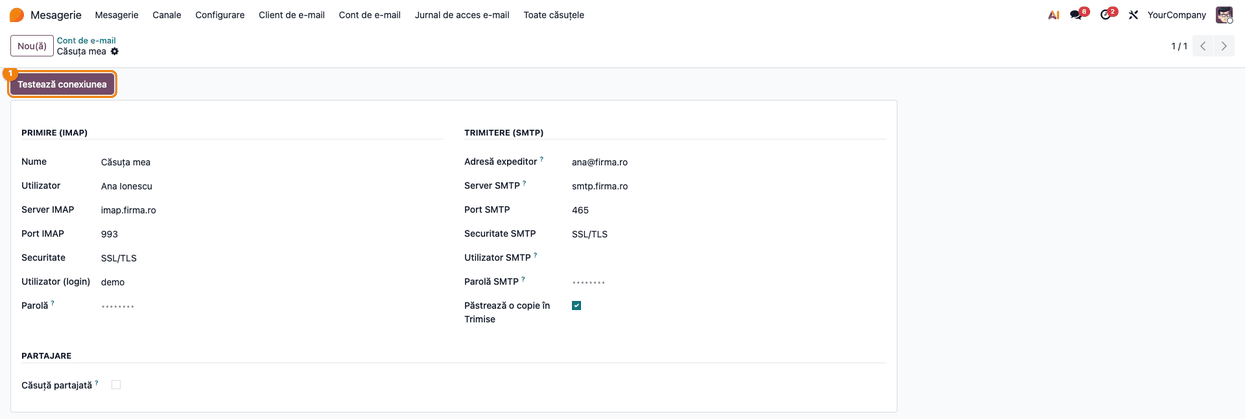 Mesagerie Mesagerie Canale Configurare Client de e-mail Cont de e-mail Jurnal de acces e-mail Toate căsuțele AI 6 2 YourCompany
Nou(ă) Cont de e-mail
Căsuța mea 1 / 1
1
Testează conexiunea
PRIMIRE (IMAP)
Nume Căsuța mea
Utilizator Ana Ionescu
Server IMAP imap.firma.ro
Port IMAP 993
Securitate SSL/TLS
Utilizator (login) demo
Parolă ? ••••••••
TRIMITERE (SMTP)
Adresă expeditor ? ana@firma.ro
Server SMTP ? smtp.firma.ro
Port SMTP 465
Securitate SMTP SSL/TLS
Utilizator SMTP ?
Parolă SMTP ? ••••••••
Păstrează o copie în
Trimise
PARTAJARE
Căsuță partajată ?